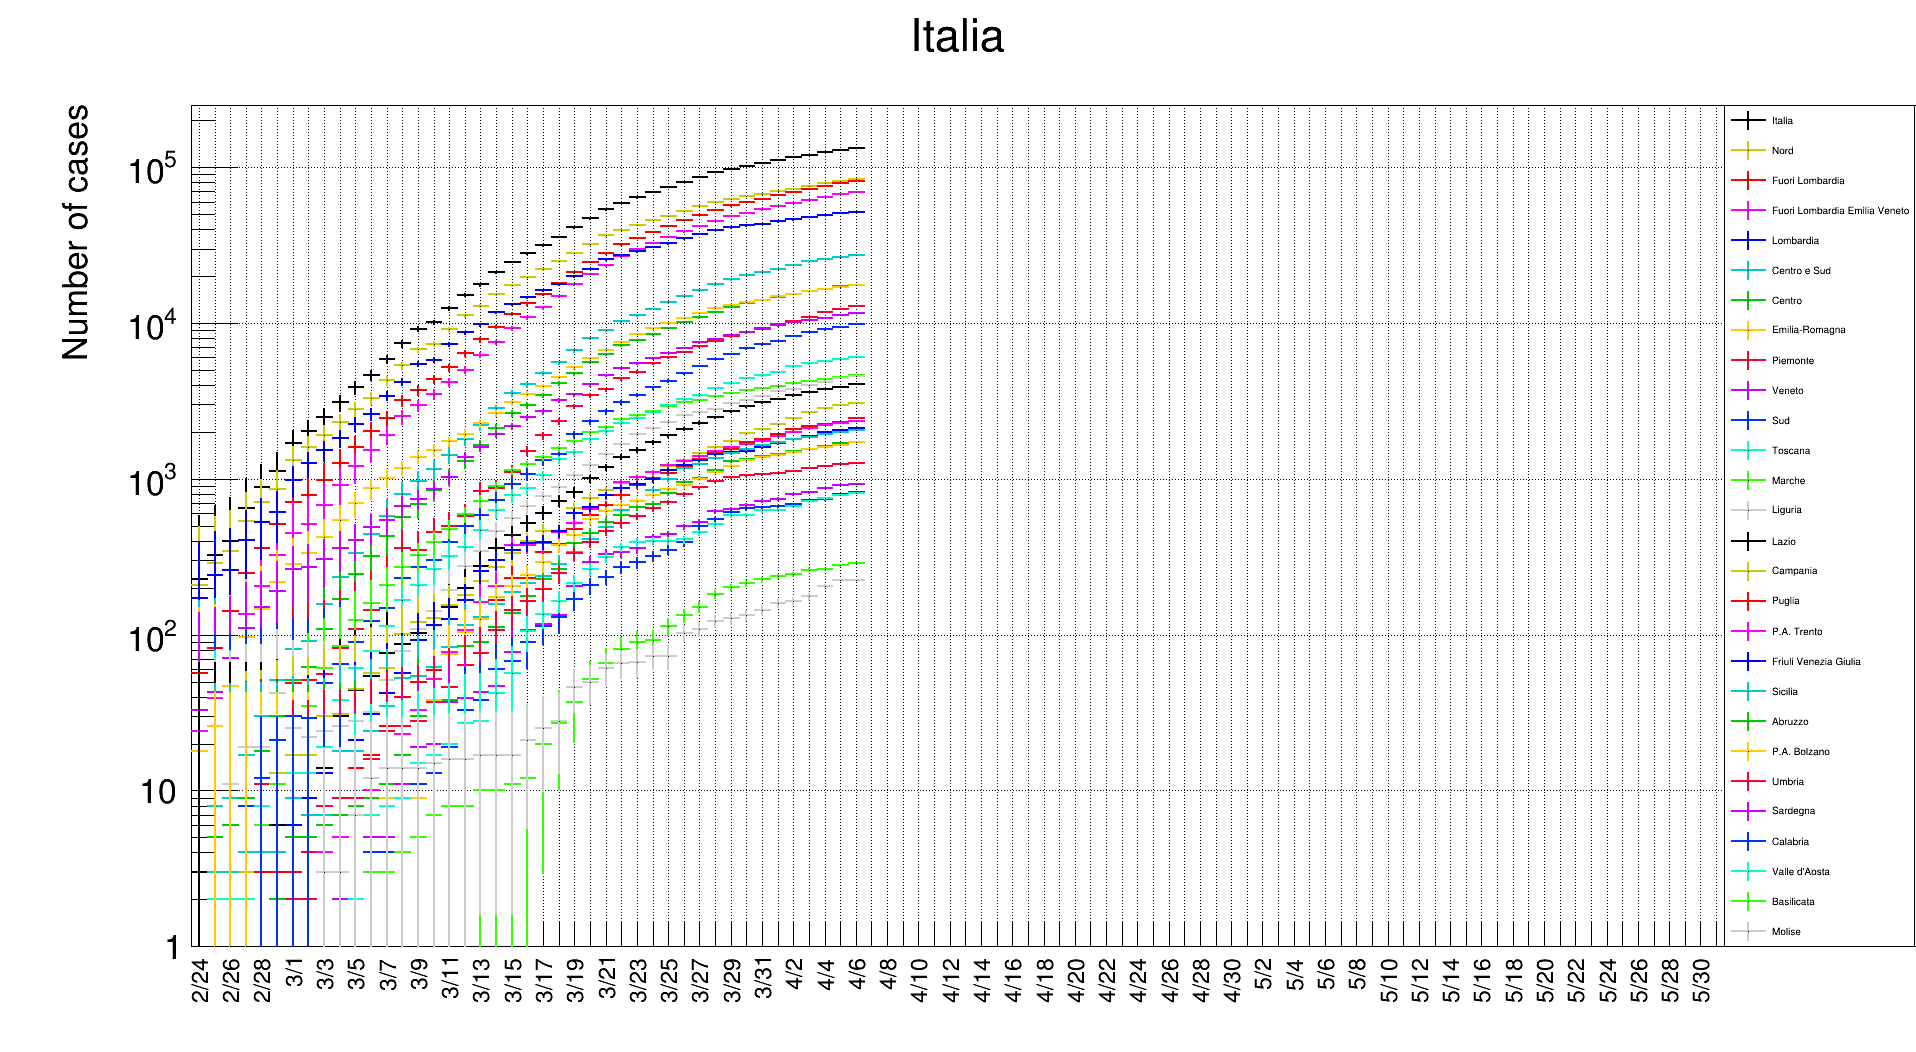 Italia
Number of cases
10^5
10^4
10^3
10^2
10
1
2/24 2/26 2/28 3/1 3/3 3/5 3/7 3/9 3/11 3/13 3/15 3/17 3/19 3/21 3/23 3/25 3/27 3/29 3/31 4/2 4/4 4/6 4/8 4/10 4/12 4/14 4/16 4/18 4/20 4/22 4/24 4/26 4/28 4/30 5/2 5/4 5/6 5/8 5/10 5/12 5/14 5/16 5/18 5/20 5/22 5/24 5/26 5/28 5/30
Italia
Nord
Fuori Lombardia
Fuori Lombardia Emilia Veneto
Lombardia
Centro e Sud
Centro
Emilia-Romagna
Piemonte
Veneto
Sud
Toscana
Marche
Liguria
Lazio
Campania
Puglia
P.A. Trento
Friuli Venezia Giulia
Sicilia
Abruzzo
P.A. Bolzano
Umbria
Sardegna
Calabria
Valle d'Aosta
Basilicata
Molise